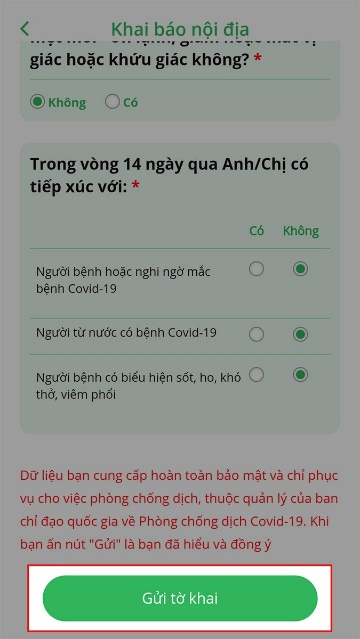 Khai báo nội địa
giác hoặc khứu giác không? *
Không Có
Trong vòng 14 ngày qua Anh/Chị có
tiếp xúc với: *
Có Không
Người bệnh hoặc nghi ngờ mắc
bệnh Covid-19
Người từ nước có bệnh Covid-19
Người bệnh có biểu hiện sốt, ho, khó
thở, viêm phổi
Dữ liệu bạn cung cấp hoàn toàn bảo mật và chỉ phục
vụ cho việc phòng chống dịch, thuộc quản lý của ban
chỉ đạo quốc gia về Phòng chống dịch Covid-19. Khi
bạn ấn nút "Gửi" là bạn đã hiểu và đồng ý
Gửi tờ khai